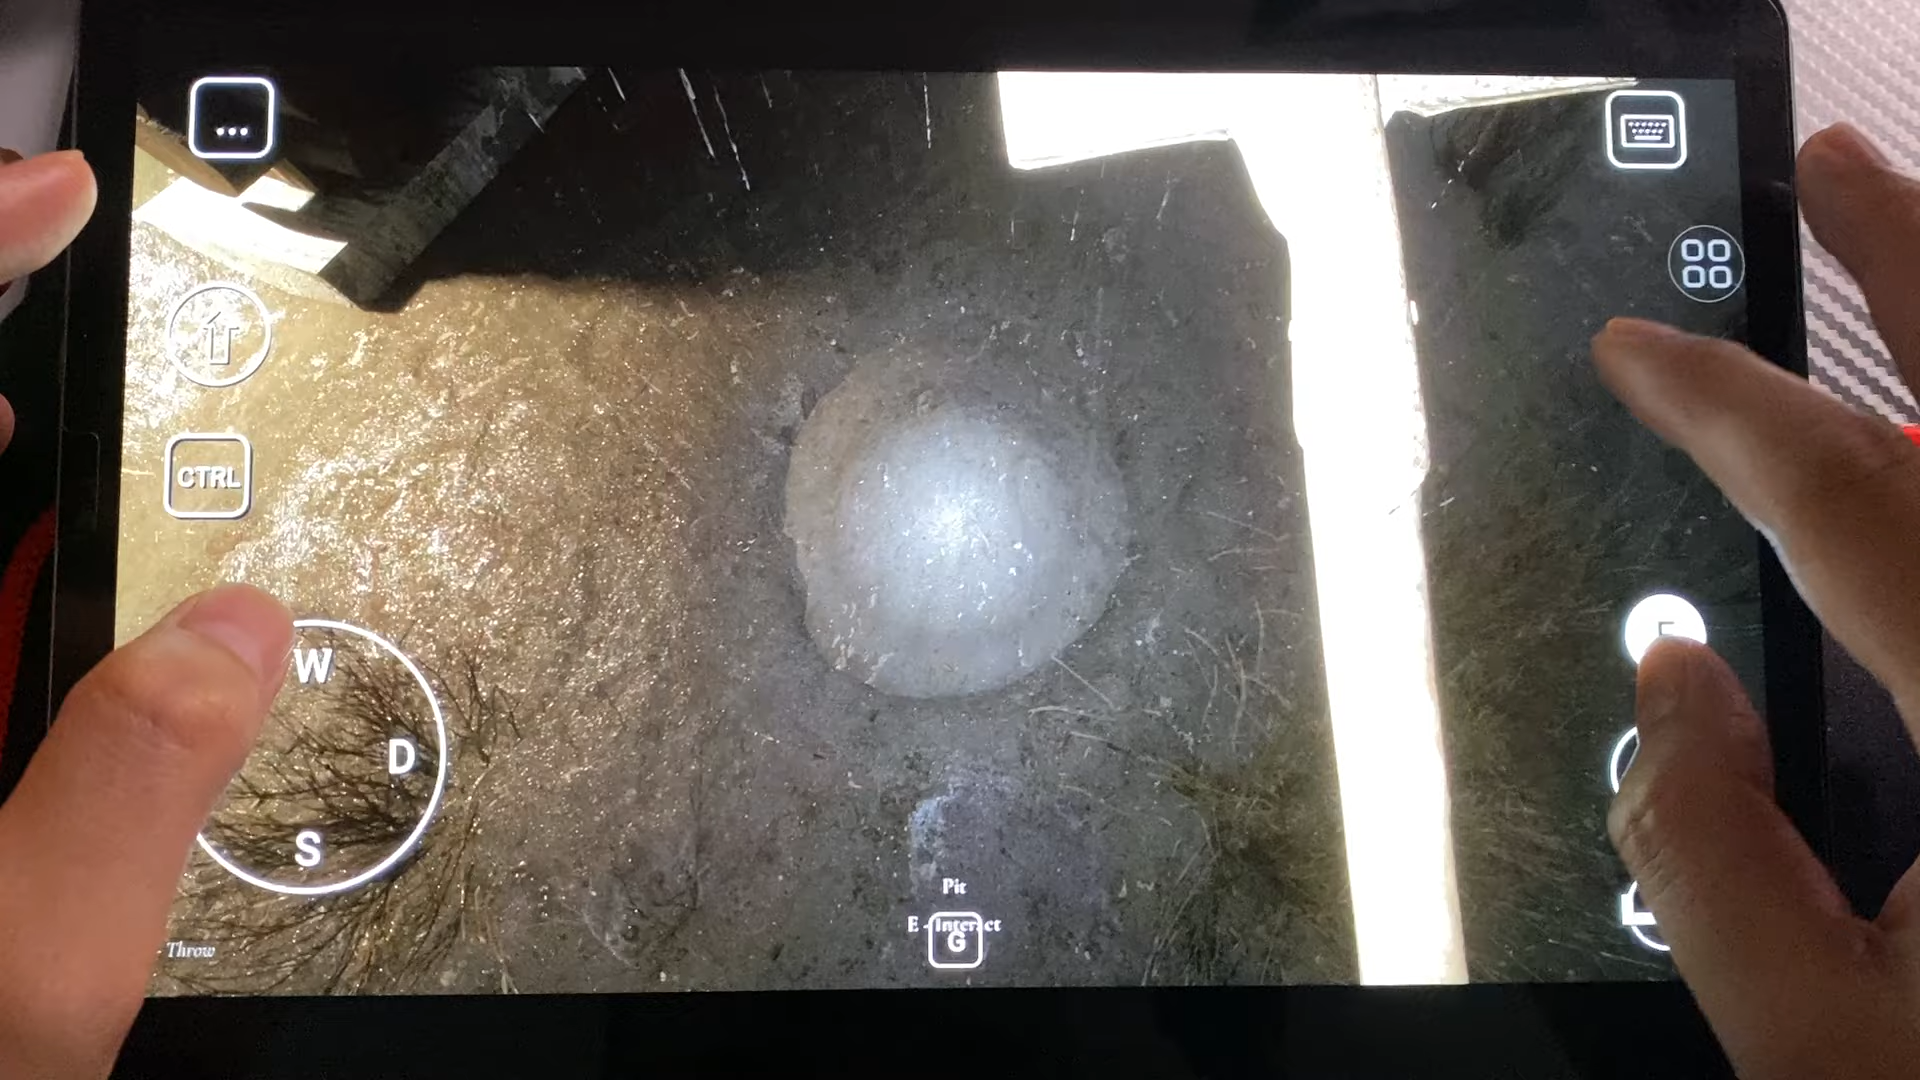 ...
CTRL
W
D
S
E
Pit
E - Interact
G
Throw